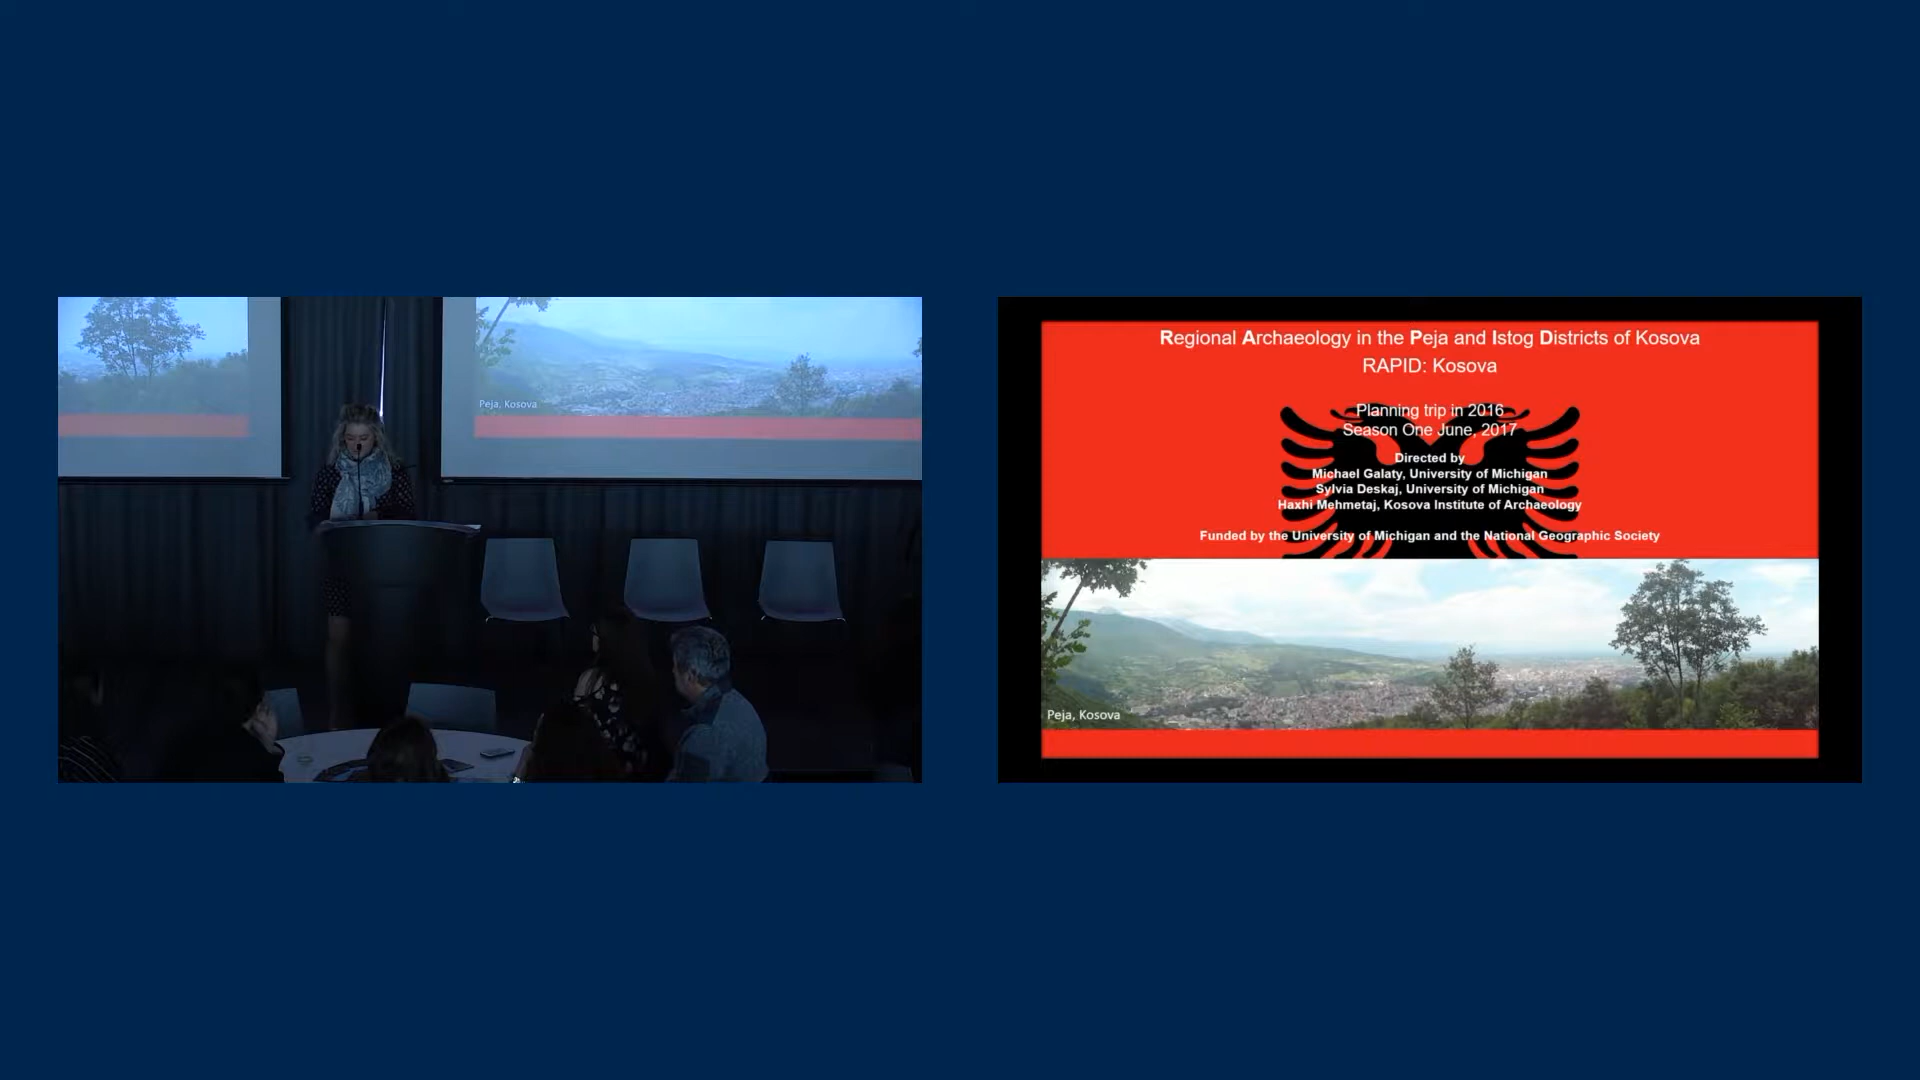 Peja, Kosova
Regional Archaeology in the Peja and Istog Districts of Kosova
RAPID: Kosova
Planning trip in 2016
Season One June, 2017
Directed by
Michael Galaty, University of Michigan
Sylvia Deskaj, University of Michigan
Haxhi Mehmetaj, Kosova Institute of Archaeology
Funded by the University of Michigan and the National Geographic Society
Peja, Kosova